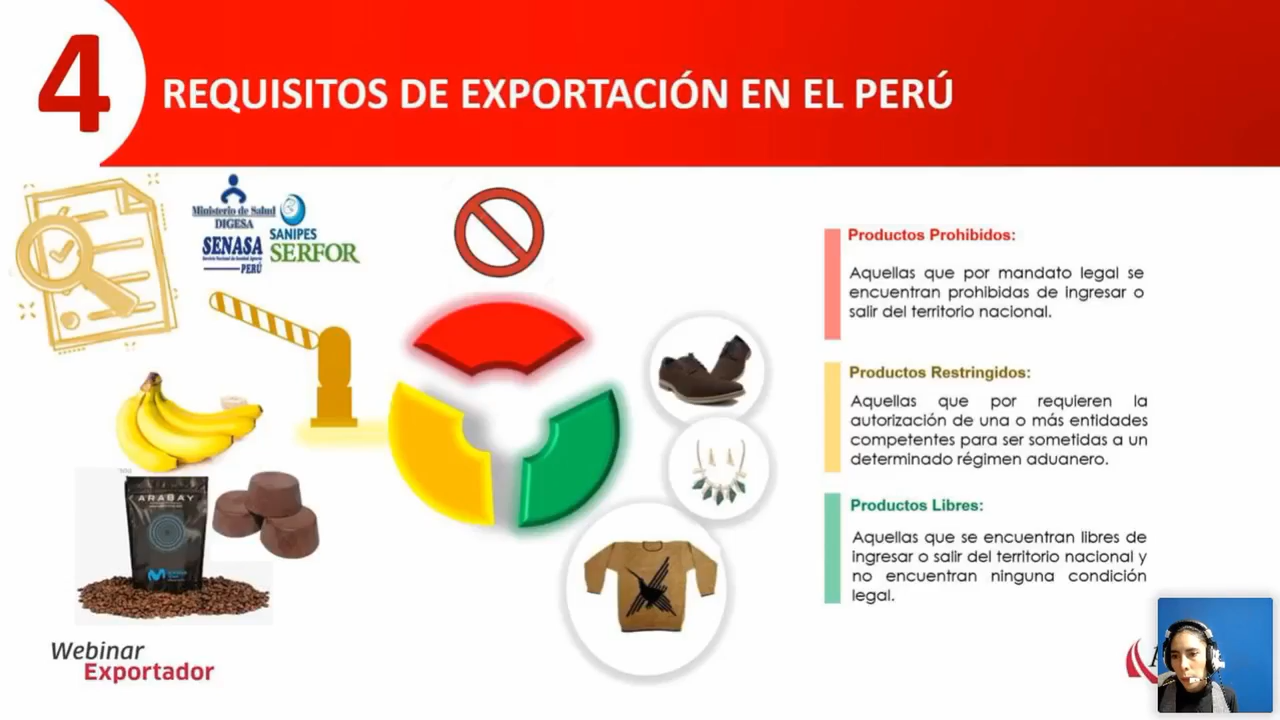 4
REQUISITOS DE EXPORTACIÓN EN EL PERÚ
Ministerio de Salud
DIGESA
SANIPES
SENASA
PERÚ
SERFOR
Productos Prohibidos:
Aquellas que por mandato legal se
encuentran prohibidas de ingresar o
salir del territorio nacional.
Productos Restringidos:
Aquellas que por requieren la
autorización de una o más entidades
competentes para ser sometidas a un
determinado régimen aduanero.
Productos Libres:
Aquellas que se encuentran libres de
ingresar o salir del territorio nacional y
no encuentran ninguna condición
legal.
ARABAY
Webinar
Exportador